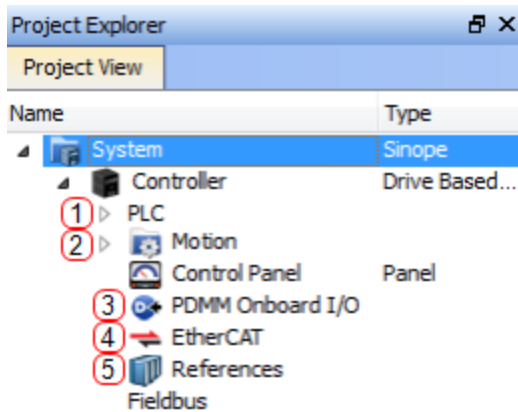 Project Explorer
Project View
Name Type
System Sinope
Controller Drive Based...
1 PLC
2 Motion
Control Panel Panel
3 PDMM Onboard I/O
4 EtherCAT
5 References
Fieldbus